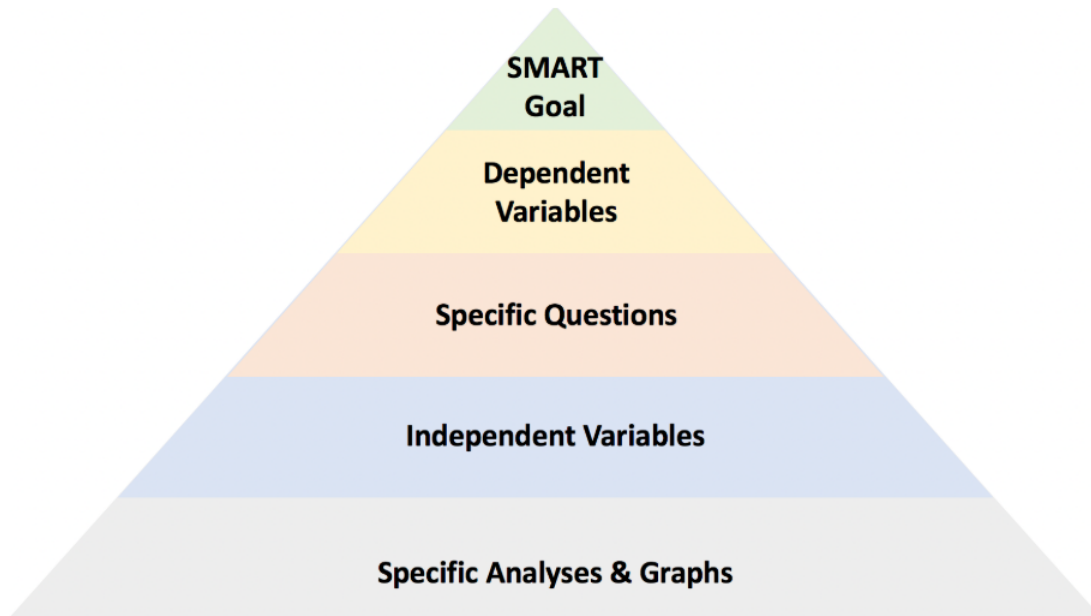 SMART
Goal
Dependent
Variables
Specific Questions
Independent Variables
Specific Analyses & Graphs